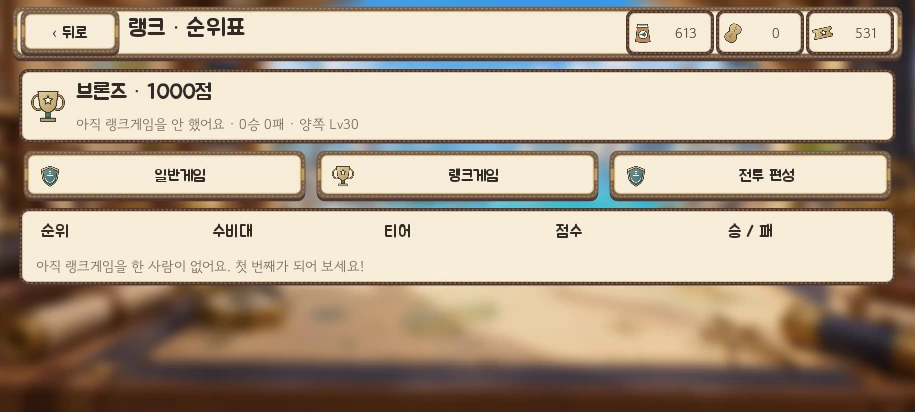 ‹ 뒤로
랭크 · 순위표
613
0
531
브론즈 · 1000점
아직 랭크게임을 안 했어요 · 0승 0패 · 양쪽 Lv30
일반게임
랭크게임
전투 편성
순위 수비대 티어 점수 승 / 패
아직 랭크게임을 한 사람이 없어요. 첫 번째가 되어 보세요!